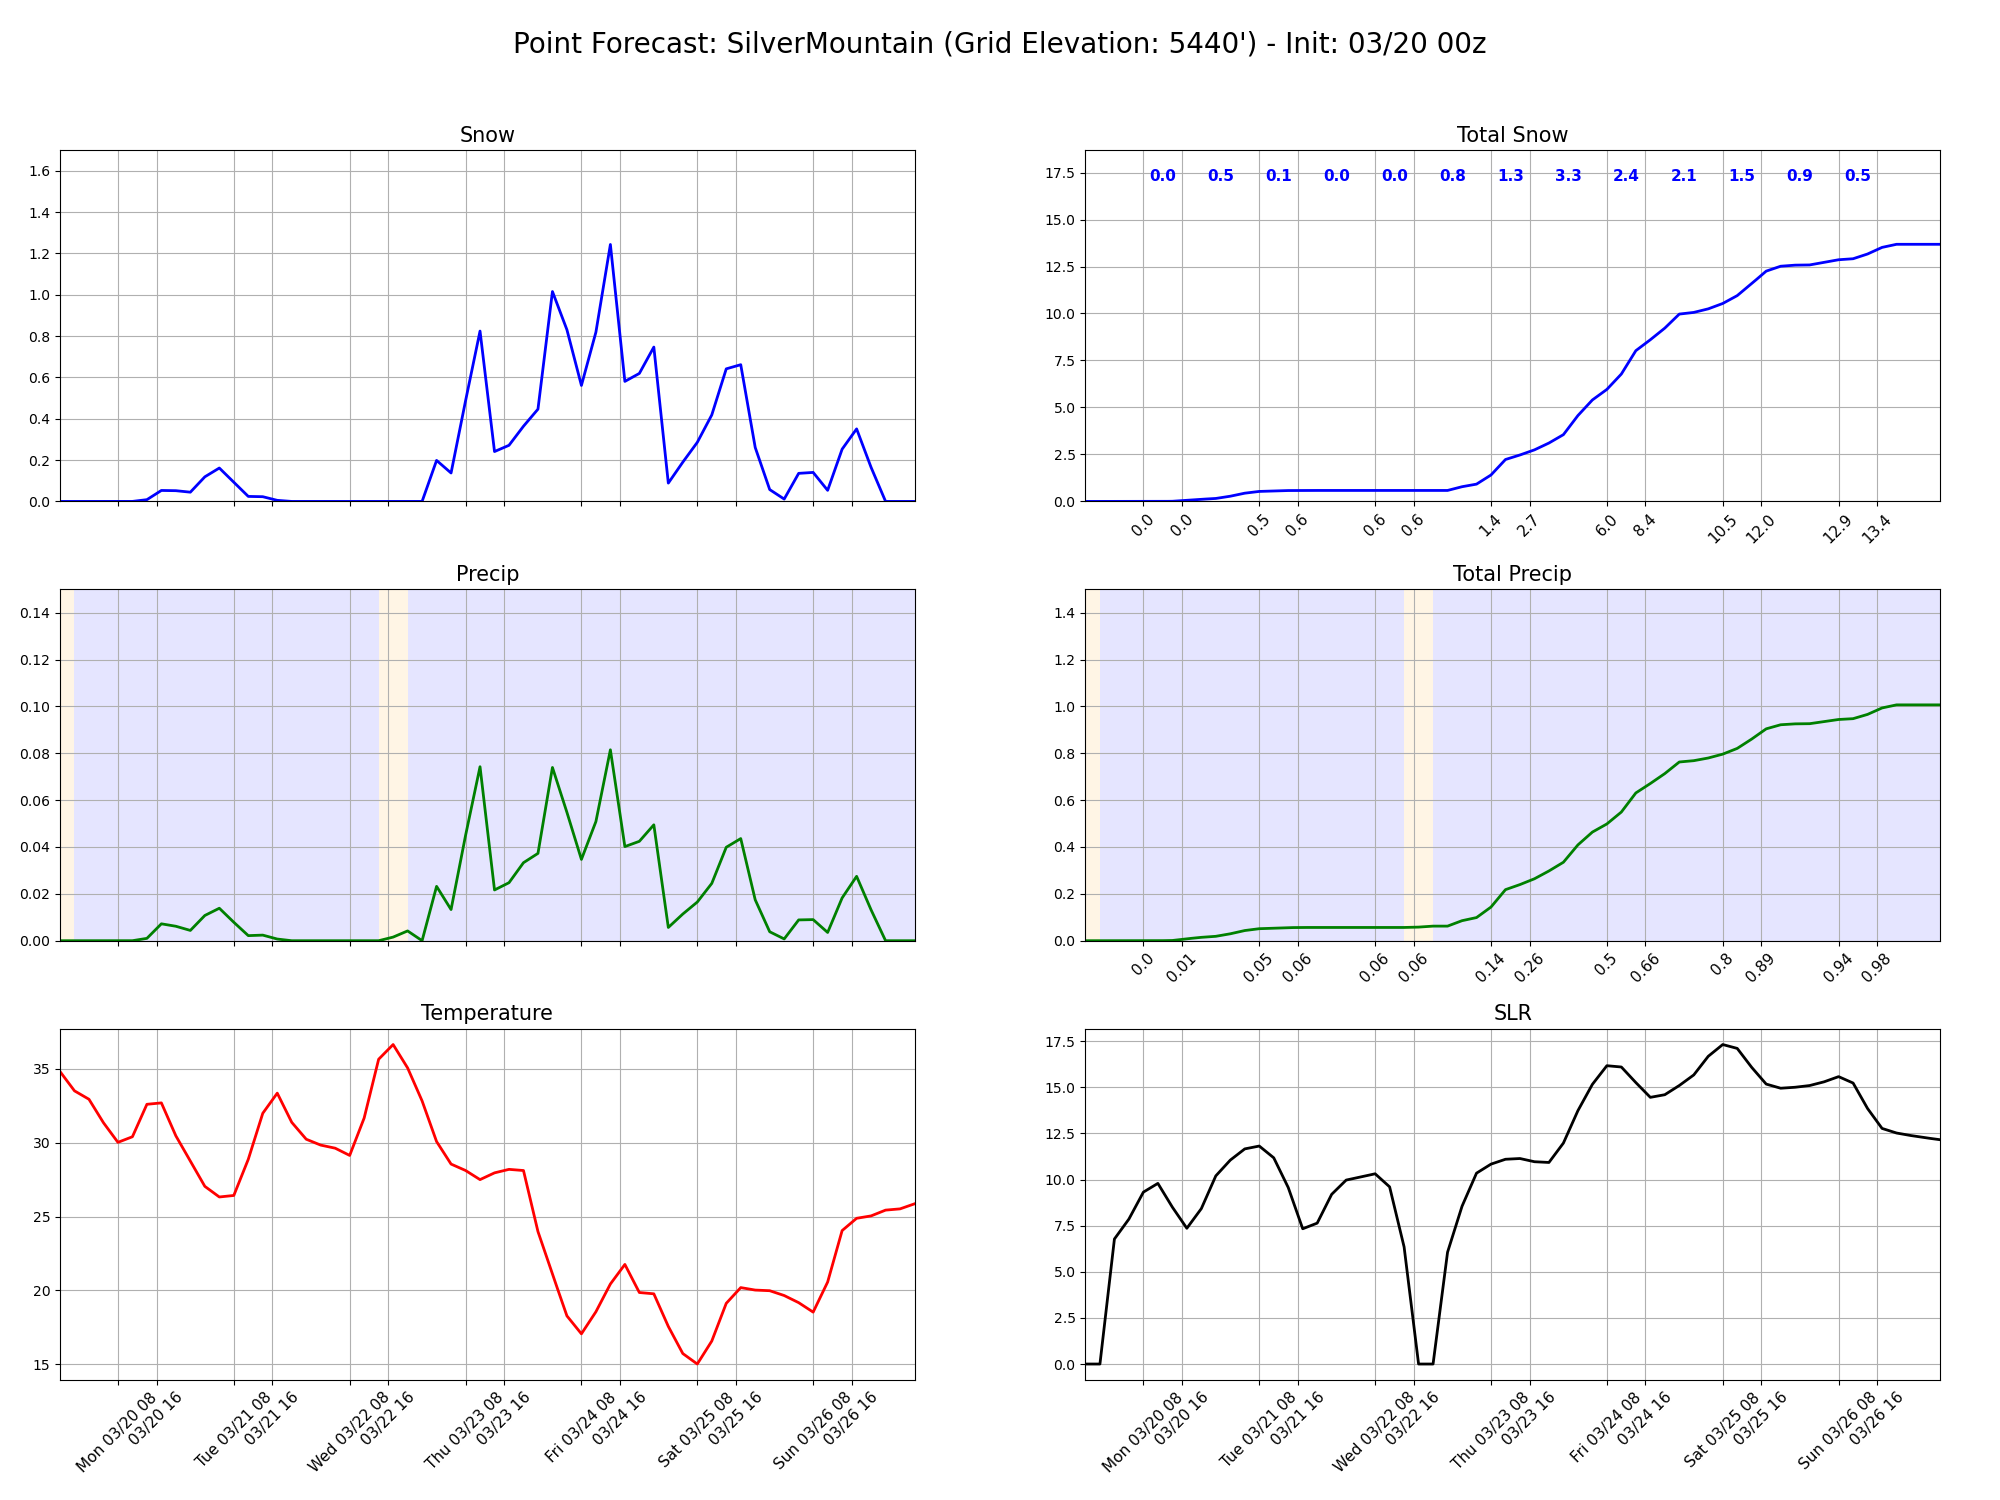 Point Forecast: SilverMountain (Grid Elevation: 5440') - Init: 03/20 00z
Snow
1.6
1.4
1.2
1.0
0.8
0.6
0.4
0.2
0.0
Total Snow
17.5
15.0
12.5
10.0
7.5
5.0
2.5
0.0
0.0 0.5 0.1 0.0 0.0 0.8 1.3 3.3 2.4 2.1 1.5 0.9 0.5
0.0 0.0 0.5 0.6 0.6 0.6 1.4 2.7 6.0 8.4 10.5 12.0 12.9 13.4
Precip
0.14
0.12
0.10
0.08
0.06
0.04
0.02
0.00
Total Precip
1.4
1.2
1.0
0.8
0.6
0.4
0.2
0.0
0.0 0.01 0.05 0.06 0.06 0.06 0.14 0.26 0.5 0.66 0.8 0.89 0.94 0.98
Temperature
35
30
25
20
15
Mon 03/20 08
03/20 16
Tue 03/21 08
03/21 16
Wed 03/22 08
03/22 16
Thu 03/23 08
03/23 16
Fri 03/24 08
03/24 16
Sat 03/25 08
03/25 16
Sun 03/26 08
03/26 16
SLR
17.5
15.0
12.5
10.0
7.5
5.0
2.5
0.0
Mon 03/20 08
03/20 16
Tue 03/21 08
03/21 16
Wed 03/22 08
03/22 16
Thu 03/23 08
03/23 16
Fri 03/24 08
03/24 16
Sat 03/25 08
03/25 16
Sun 03/26 08
03/26 16